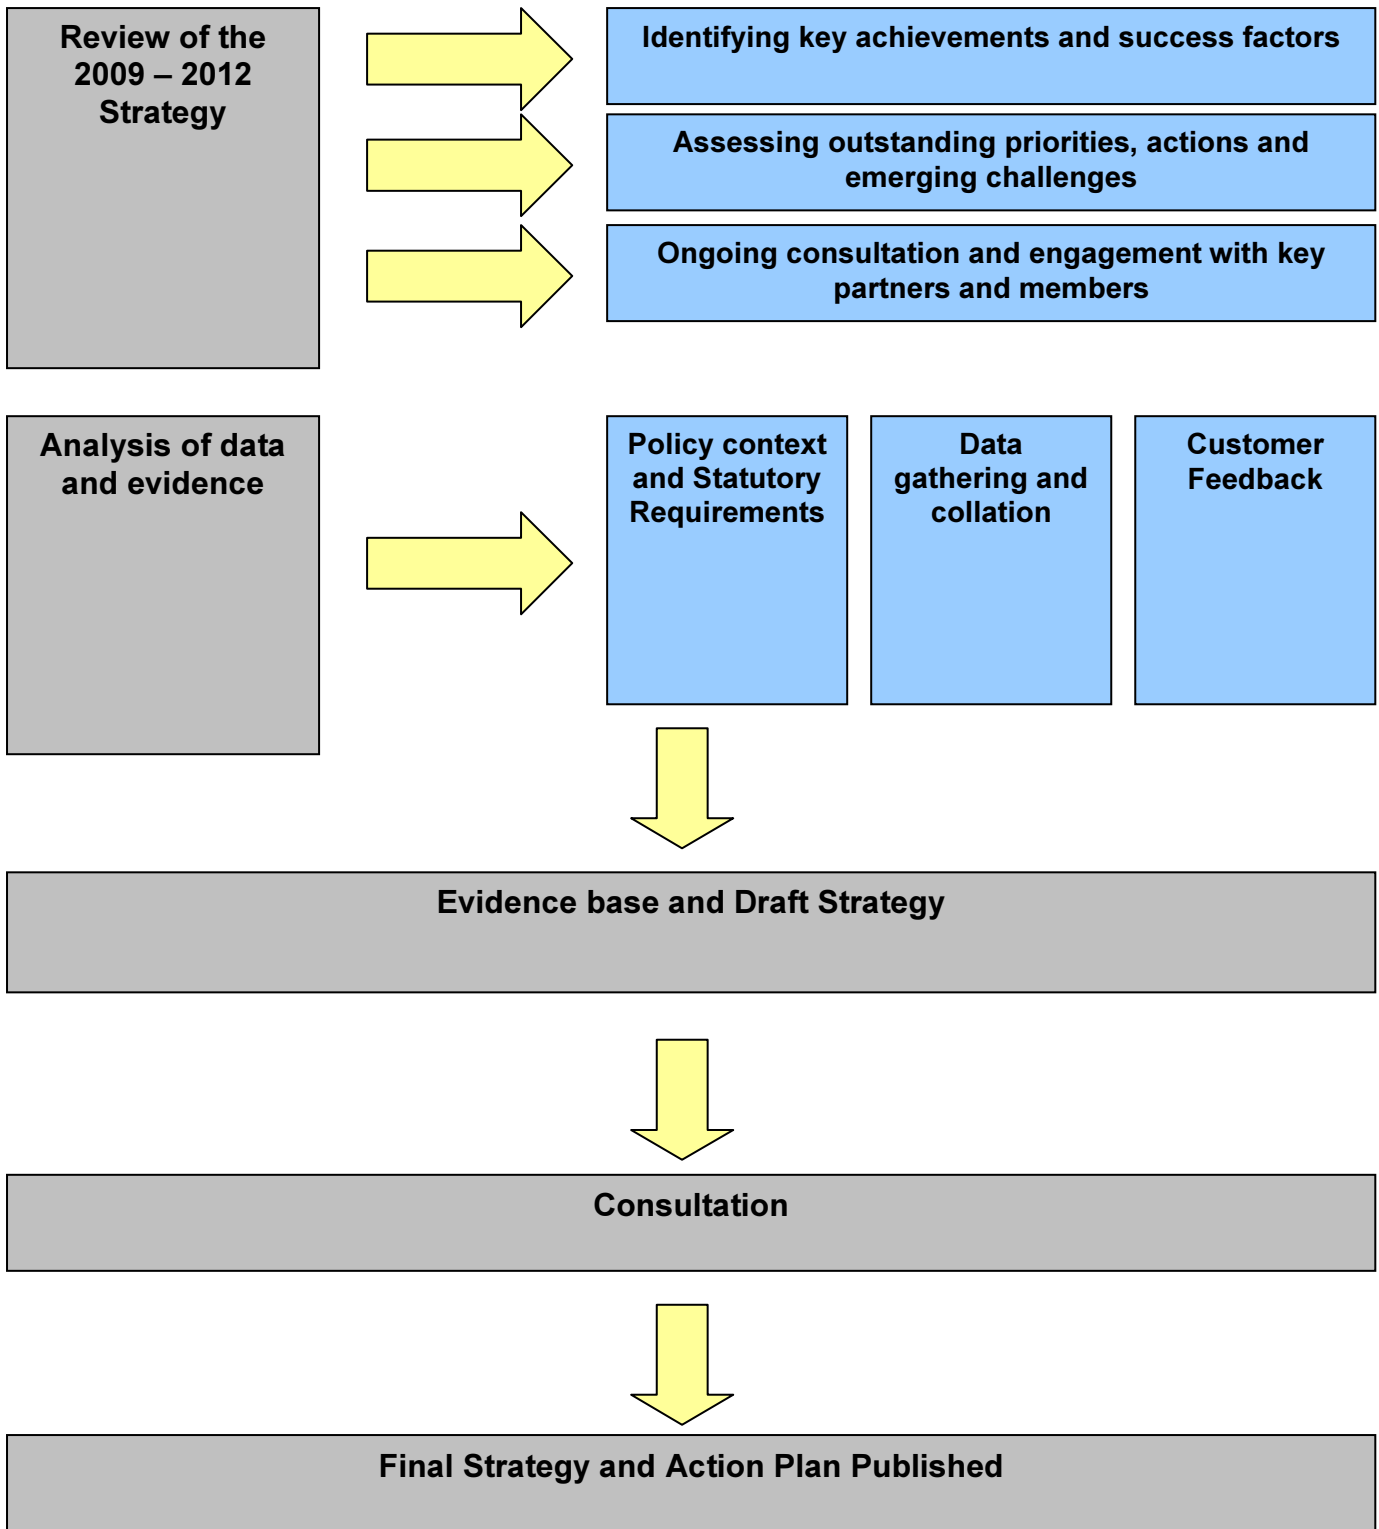 Review of the
2009 – 2012
Strategy
Identifying key achievements and success factors
Assessing outstanding priorities, actions and
emerging challenges
Ongoing consultation and engagement with key
partners and members
Analysis of data
and evidence
Policy context
and Statutory
Requirements
Data
gathering and
collation
Customer
Feedback
Evidence base and Draft Strategy
Consultation
Final Strategy and Action Plan Published